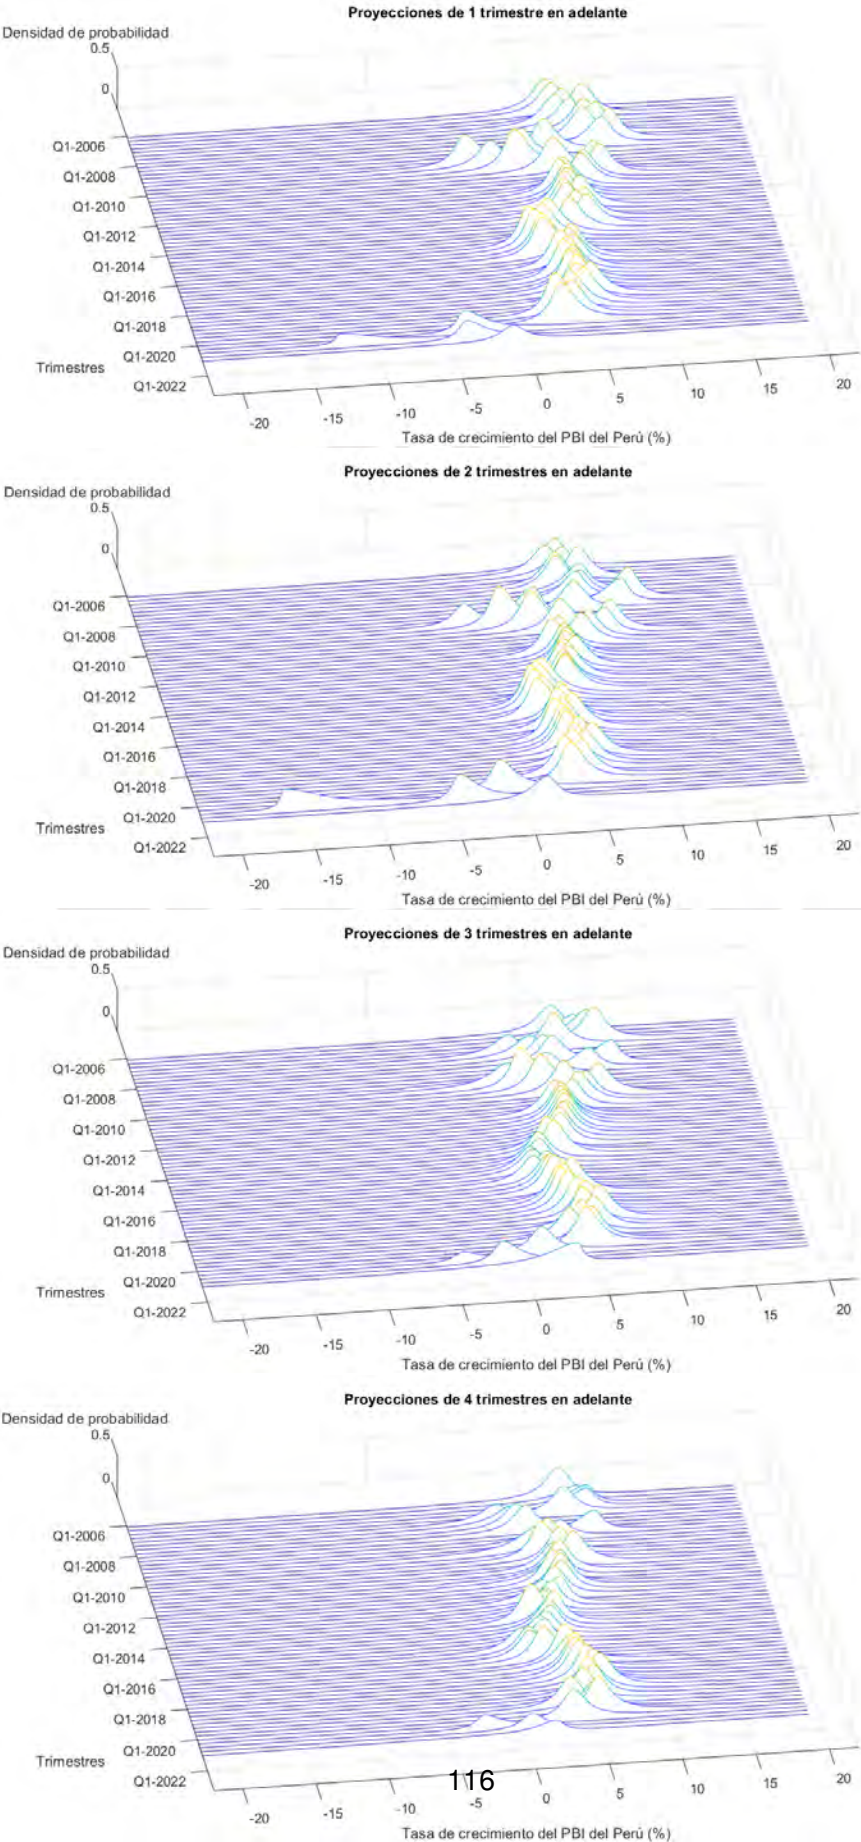 Proyecciones de 1 trimestre en adelante
Densidad de probabilidad
0.5
0
Q1-2006
Q1-2008
Q1-2010
Q1-2012
Q1-2014
Q1-2016
Q1-2018
Q1-2020
Q1-2022
Trimestres
-20 -15 -10 -5 0 5 10 15 20
Tasa de crecimiento del PBI del Perú (%)
Proyecciones de 2 trimestres en adelante
Densidad de probabilidad
0.5
0
Q1-2006
Q1-2008
Q1-2010
Q1-2012
Q1-2014
Q1-2016
Q1-2018
Q1-2020
Q1-2022
Trimestres
-20 -15 -10 -5 0 5 10 15 20
Tasa de crecimiento del PBI del Perú (%)
Proyecciones de 3 trimestres en adelante
Densidad de probabilidad
0.5
0
Q1-2006
Q1-2008
Q1-2010
Q1-2012
Q1-2014
Q1-2016
Q1-2018
Q1-2020
Q1-2022
Trimestres
-20 -15 -10 -5 0 5 10 15 20
Tasa de crecimiento del PBI del Perú (%)
Proyecciones de 4 trimestres en adelante
Densidad de probabilidad
0.5
0
Q1-2006
Q1-2008
Q1-2010
Q1-2012
Q1-2014
Q1-2016
Q1-2018
Q1-2020
Q1-2022
Trimestres
116
-20 -15 -10 -5 0 5 10 15 20
Tasa de crecimiento del PBI del Perú (%)